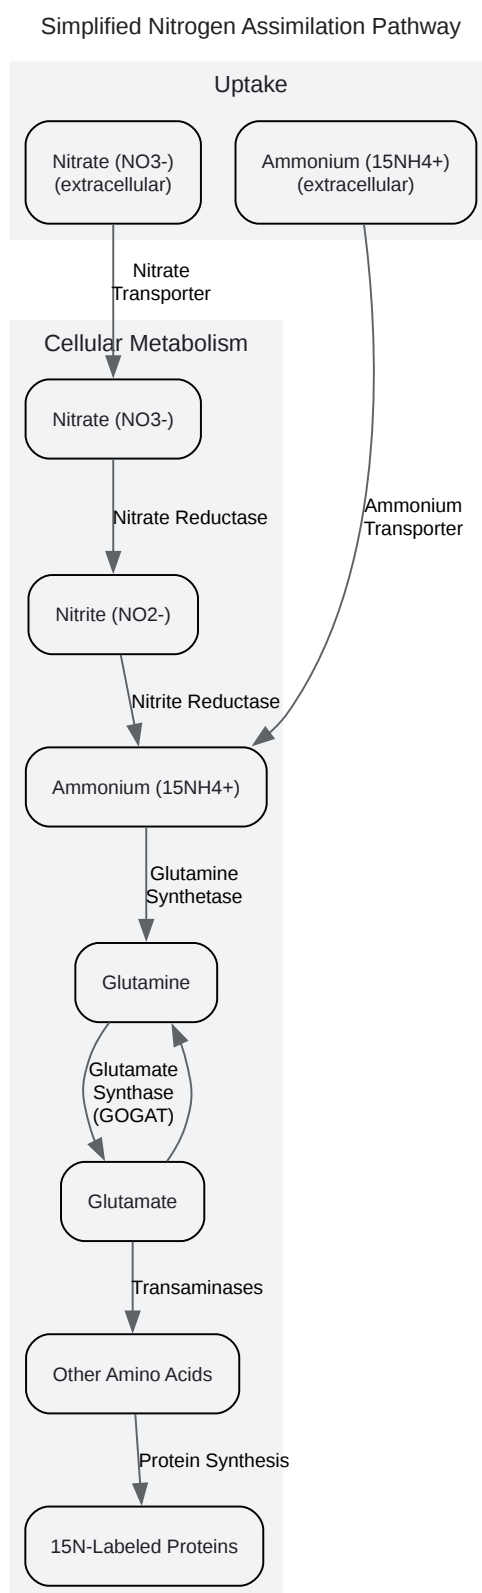 Simplified Nitrogen Assimilation Pathway
Uptake
Nitrate (NO3-)
(extracellular)
Ammonium (15NH4+)
(extracellular)
Nitrate
Transporter
Cellular Metabolism
Nitrate (NO3-)
Ammonium
Transporter
Nitrate Reductase
Nitrite (NO2-)
Nitrite Reductase
Ammonium (15NH4+)
Glutamine
Synthetase
Glutamine
Glutamate
Synthase
(GOGAT)
Glutamate
Transaminases
Other Amino Acids
Protein Synthesis
15N-Labeled Proteins